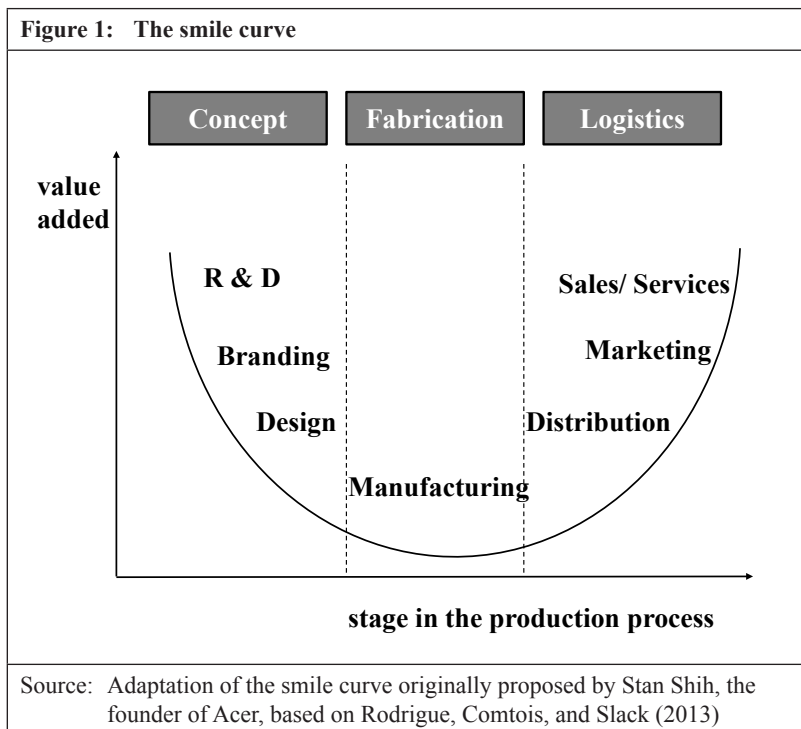 Figure 1: The smile curve
Concept Fabrication Logistics
value
added
R & D
Sales/ Services
Branding
Marketing
Design
Distribution
Manufacturing
stage in the production process
Source: Adaptation of the smile curve originally proposed by Stan Shih, the
founder of Acer, based on Rodrigue, Comtois, and Slack (2013)